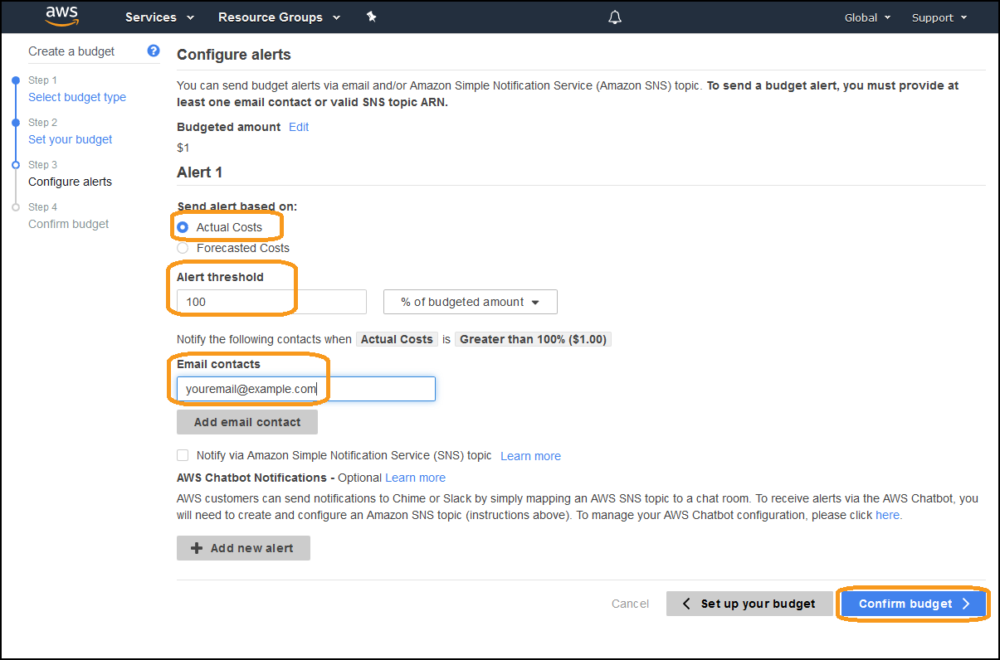 aws Services Resource Groups Global Support
Create a budget ?
Step 1
Select budget type
Step 2
Set your budget
Step 3
Configure alerts
Step 4
Confirm budget
Configure alerts
You can send budget alerts via email and/or Amazon Simple Notification Service (Amazon SNS) topic. To send a budget alert, you must provide at
least one email contact or valid SNS topic ARN.
Budgeted amount Edit
$1
Alert 1
Send alert based on:
Actual Costs
Forecasted Costs
Alert threshold
100 % of budgeted amount
Notify the following contacts when Actual Costs is Greater than 100% ($1.00)
Email contacts
youremail@example.com
Add email contact
Notify via Amazon Simple Notification Service (SNS) topic Learn more
AWS Chatbot Notifications - Optional Learn more
AWS customers can send notifications to Chime or Slack by simply mapping an AWS SNS topic to a chat room. To receive alerts via the AWS Chatbot, you
will need to create and configure an Amazon SNS topic (instructions above). To manage your AWS Chatbot configuration, please click here.
Add new alert
Cancel Set up your budget Confirm budget